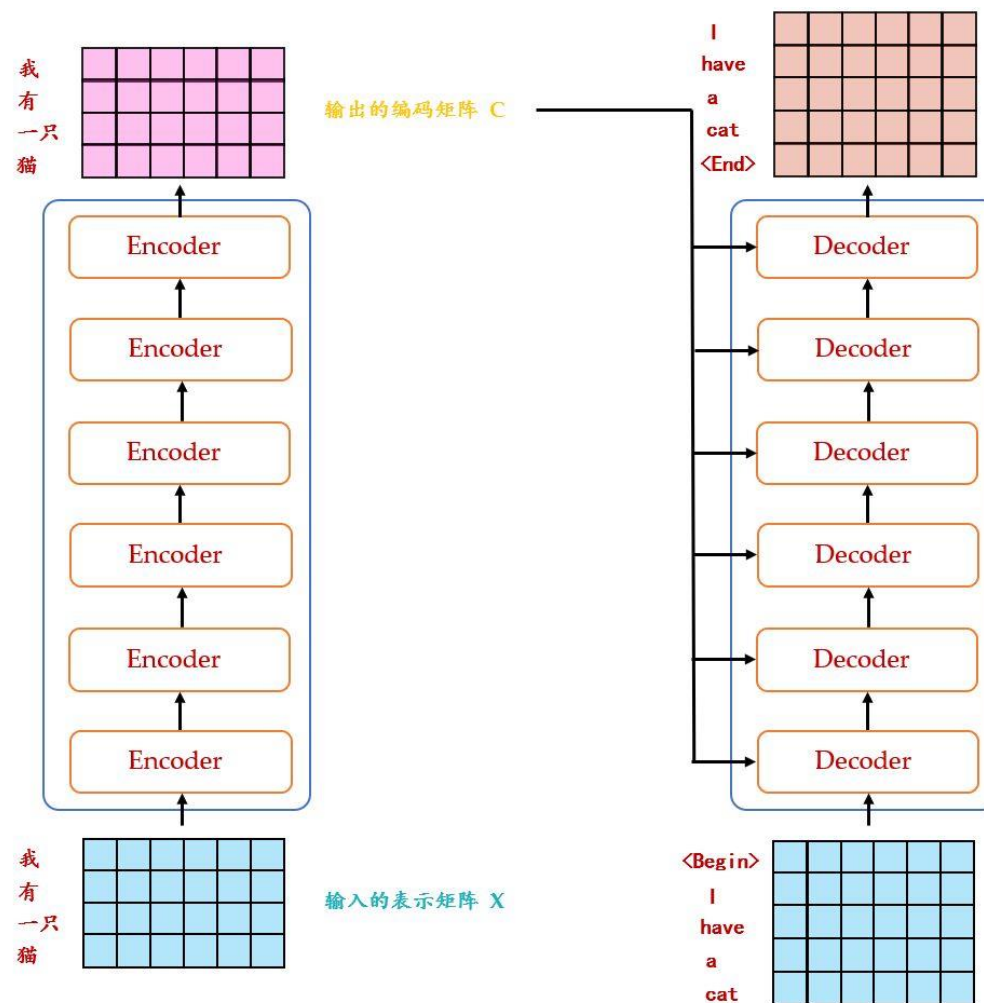 我
有
一只
猫
输出的编码矩阵 C
Encoder
Encoder
Encoder
Encoder
Encoder
Encoder
我
有
一只
猫
输入的表示矩阵 X
I
have
a
cat
<End>
Decoder
Decoder
Decoder
Decoder
Decoder
Decoder
<Begin>
I
have
a
cat